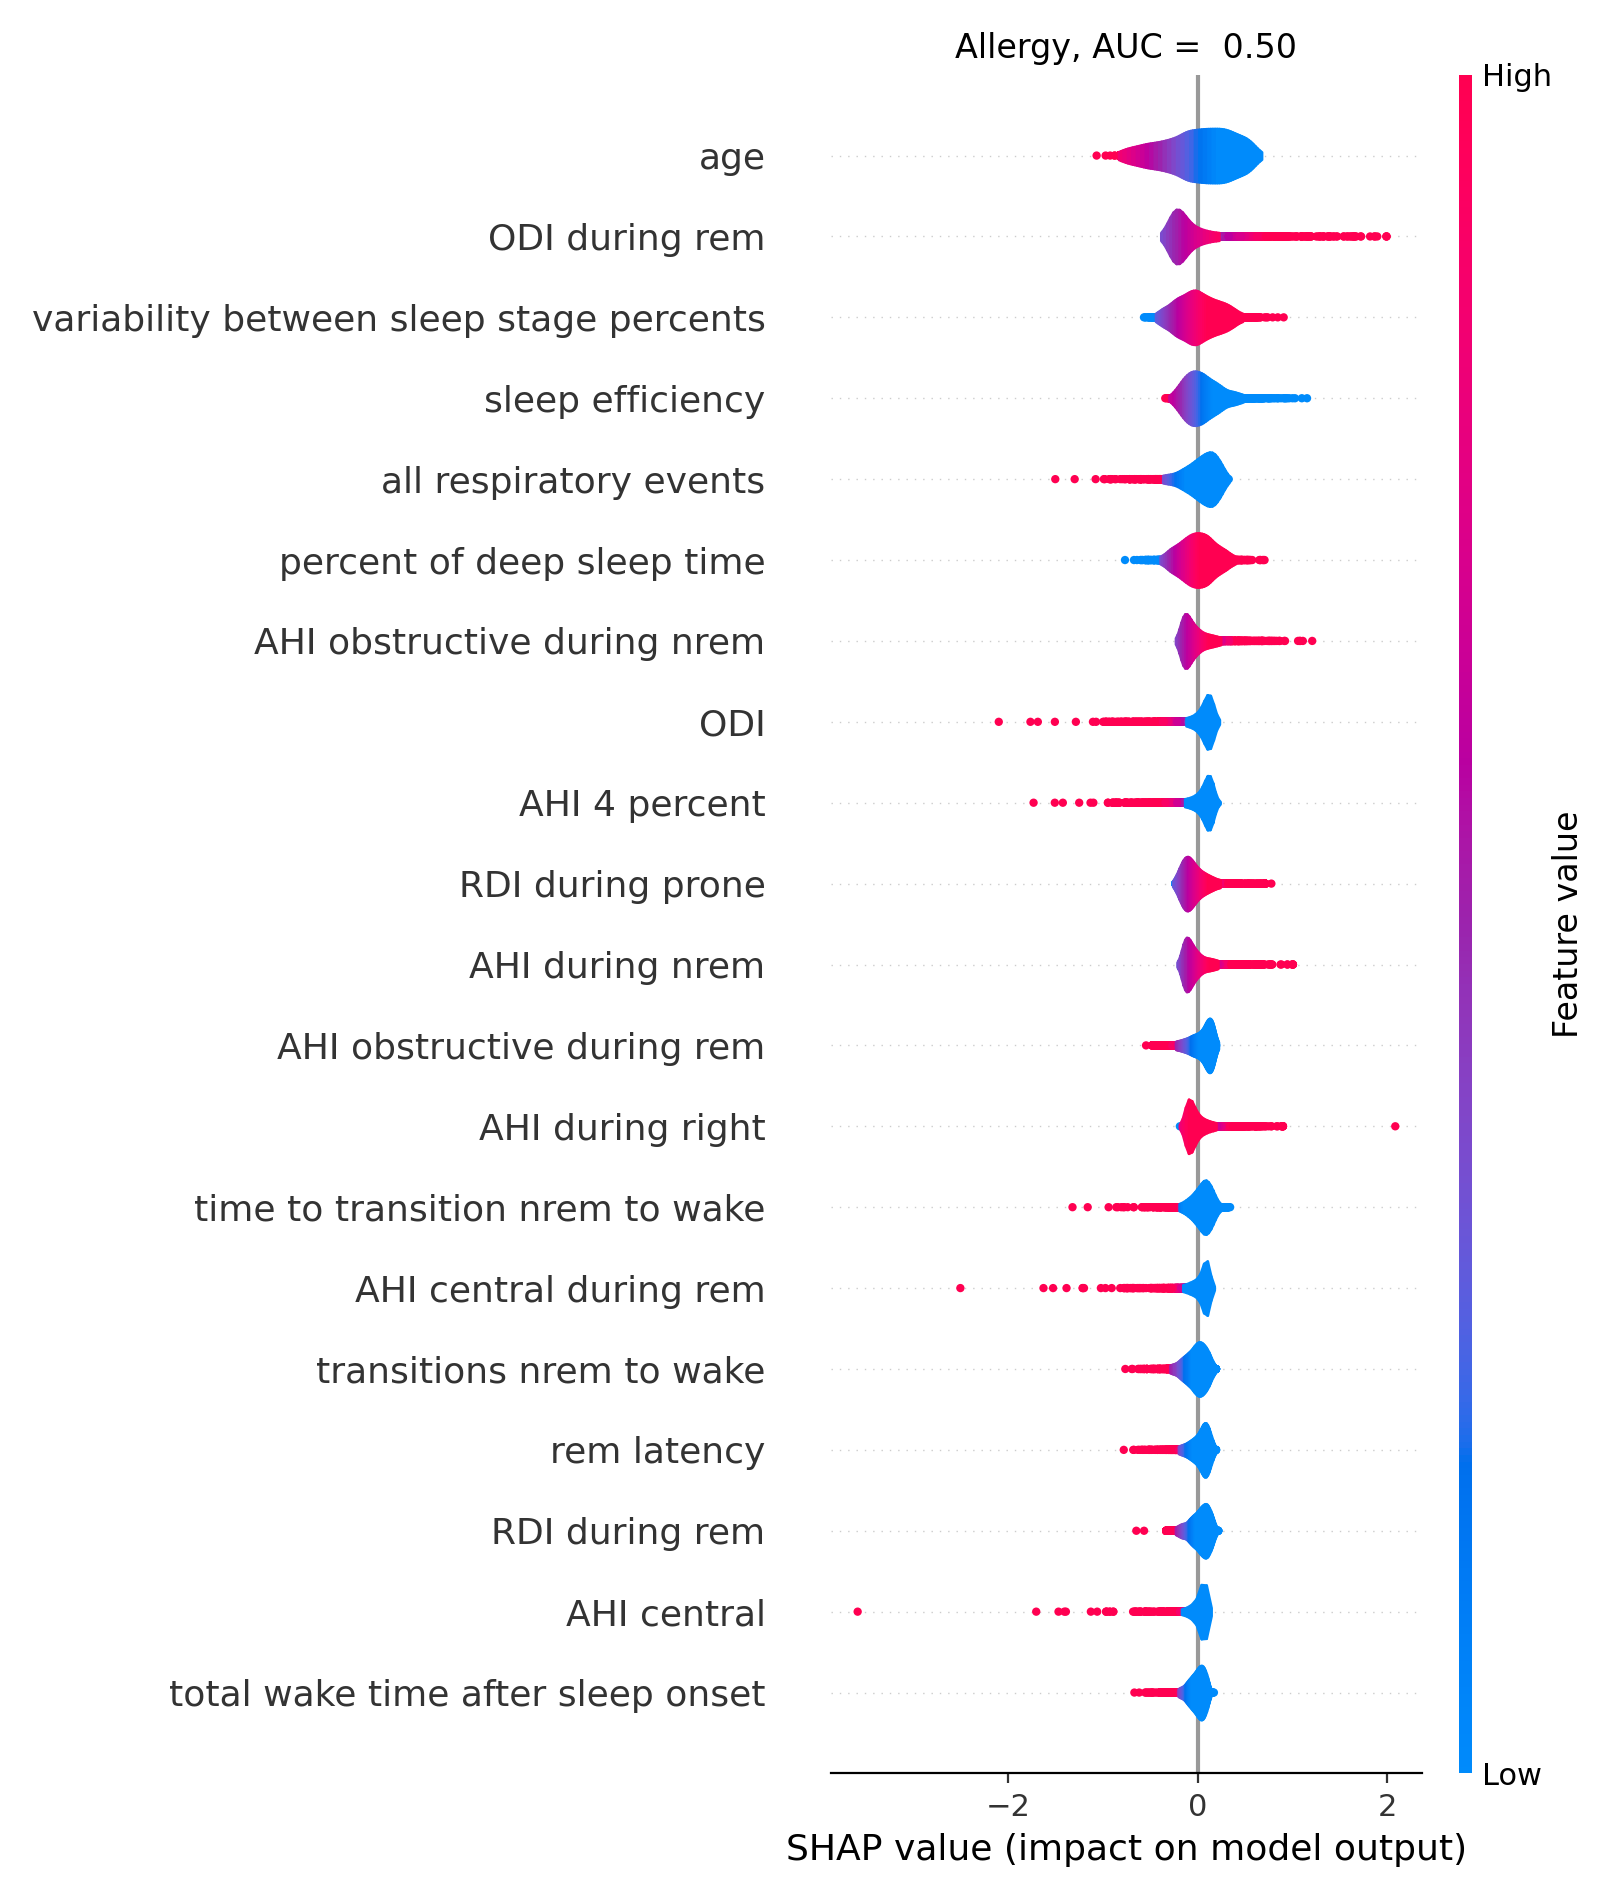 Allergy, AUC =  0.50
High
age
ODI during rem
variability between sleep stage percents
sleep efficiency
all respiratory events
percent of deep sleep time
AHI obstructive during nrem
ODI
AHI 4 percent
RDI during prone
AHI during nrem
AHI obstructive during rem
AHI during right
time to transition nrem to wake
AHI central during rem
transitions nrem to wake
rem latency
RDI during rem
AHI central
total wake time after sleep onset
Feature value
Low
−2 0 2
SHAP value (impact on model output)